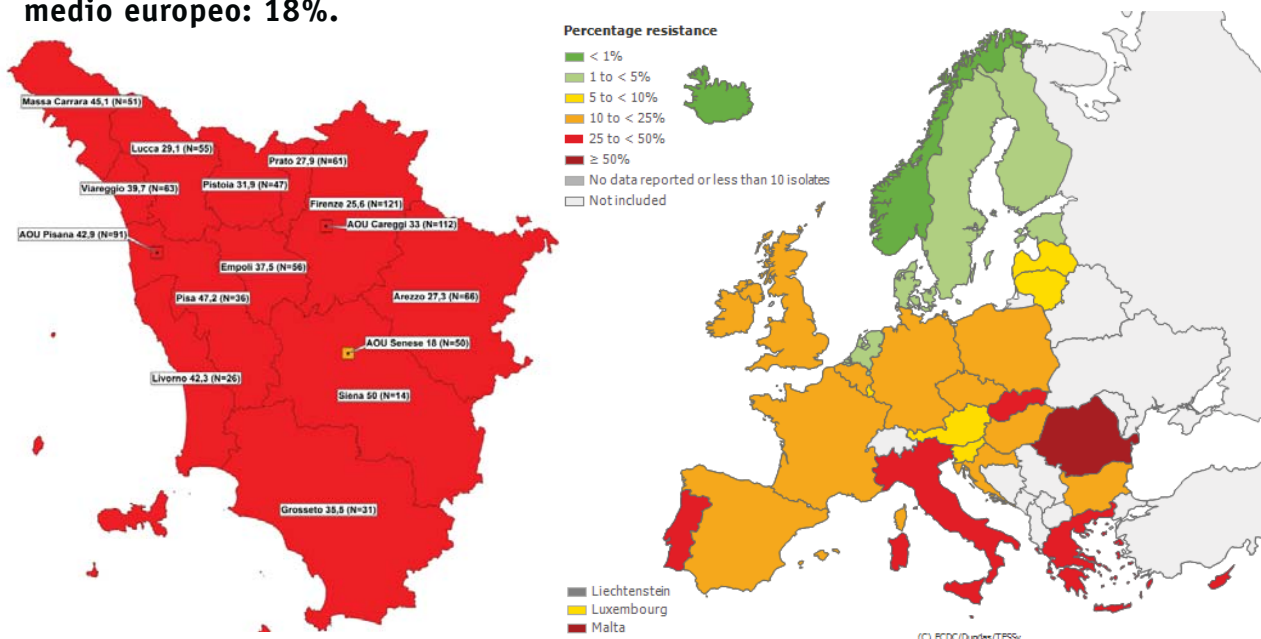 medio europeo: 18%.
Massa Carrara 45,1 (N=51)
Lucca 29,1 (N=55)
Prato 27,9 (N=61)
Viareggio 39,7 (N=63)
Pistoia 31,9 (N=47)
Firenze 25,6 (N=121)
AOU Careggi 33 (N=112)
AOU Pisana 42,9 (N=91)
Empoli 37,5 (N=56)
Pisa 47,2 (N=36)
Arezzo 27,3 (N=66)
AOU Senese 18 (N=50)
Livorno 42,3 (N=26)
Siena 50 (N=14)
Grosseto 35,5 (N=31)
Percentage resistance
< 1%
1 to < 5%
5 to < 10%
10 to < 25%
25 to < 50%
≥ 50%
No data reported or less than 10 isolates
Not included
Liechtenstein
Luxembourg
Malta
(C) ECDC/Dundas/TESSy